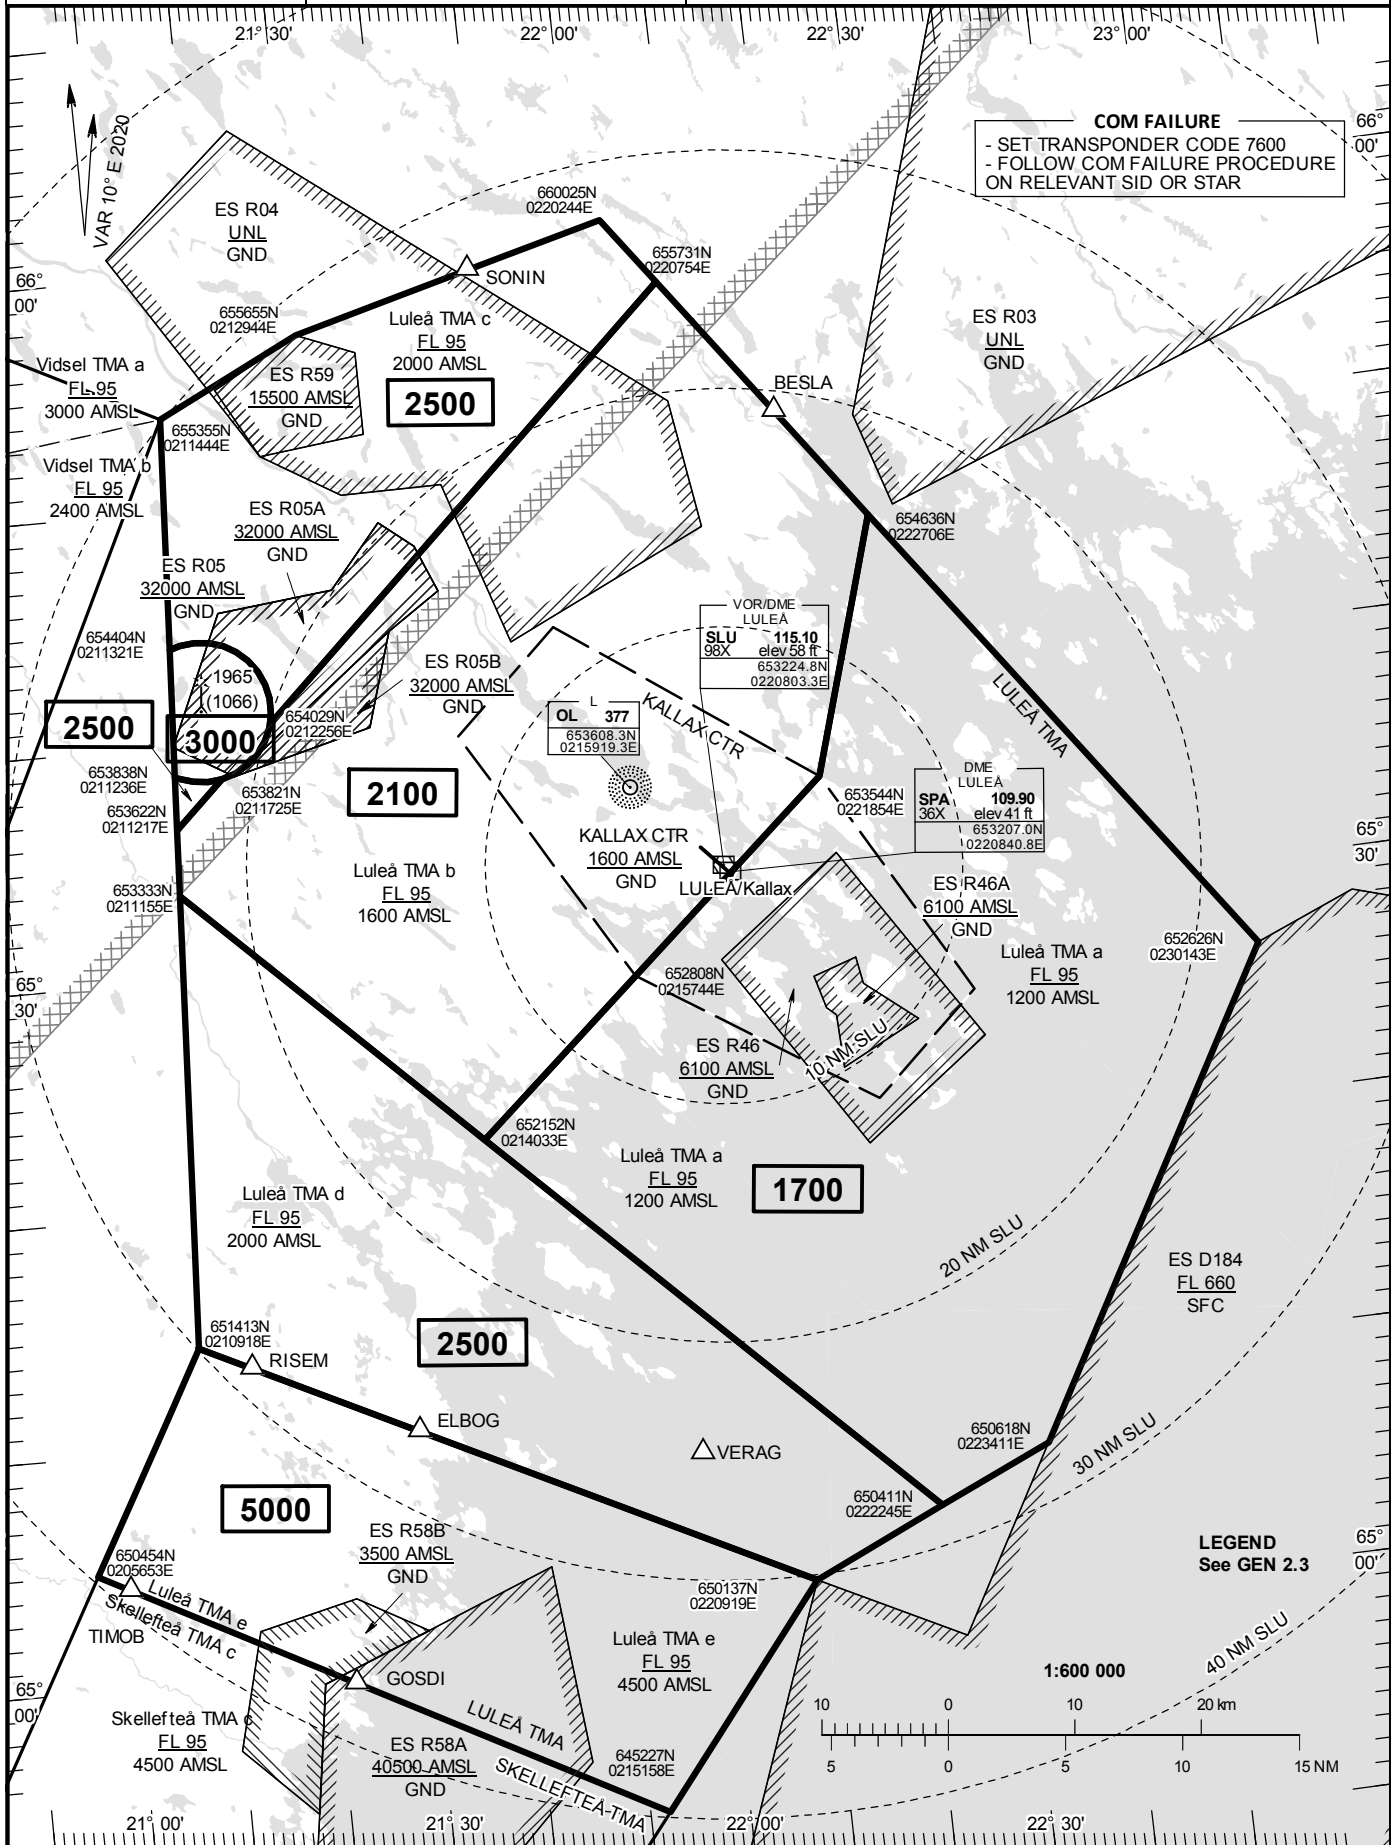 21° 30'
22° 00'
22° 30'
23° 00'
VAR 10° E 2020
COM FAILURE
- SET TRANSPONDER CODE 7600
- FOLLOW COM FAILURE PROCEDURE
ON RELEVANT SID OR STAR
66°
00'
ES R04
UNL
GND
660025N
0220244E
655731N
0220754E
SONIN
66°
00'
655655N
0212944E
Luleå TMA c
FL 95
2000 AMSL
2500
ES R03
UNL
GND
Vidsel TMA a
FL 95
3000 AMSL
ES R59
15500 AMSL
GND
BESLA
655355N
0211444E
Vidsel TMA b
FL 95
2400 AMSL
ES R05A
32000 AMSL
GND
654636N
0222706E
ES R05
32000 AMSL
GND
VOR/DME
LULEÅ
SLU 115.10
98X elev 58 ft
653224.8N
0220803.3E
654404N
0211321E
1965
(1066)
ES R05B
32000 AMSL
GND
KALLAX CTR
LULEÅ TMA
L
OL 377
653608.3N
0215919.3E
2500
3000
654029N
0212256E
653838N
0211236E
653821N
0211725E
2100
653544N
0221854E
DME
LULEÅ
SPA 109.90
36X elev 41 ft
653207.0N
0220840.8E
653622N
0211217E
KALLAX CTR
1600 AMSL
GND
65°
30'
Luleå TMA b
FL 95
1600 AMSL
LULEÅ/Kallax
ES R46A
6100 AMSL
GND
653333N
0211155E
652626N
0230143E
Luleå TMA a
FL 95
1200 AMSL
652808N
0215744E
65°
30'
ES R46
6100 AMSL
GND
10 NM SLU
652152N
0214033E
Luleå TMA a
FL 95
1200 AMSL
1700
Luleå TMA d
FL 95
2000 AMSL
20 NM SLU
ES D184
FL 660
SFC
651413N
0210918E
RISEM
2500
ELBOG
VERAG
650618N
0223411E
30 NM SLU
5000
650411N
0222245E
ES R58B
3500 AMSL
GND
LEGEND
See GEN 2.3
65°
00'
650454N
0205653E
650137N
0220919E
Luleå TMA e
Skellefteå TMA c
TIMOB
Luleå TMA e
FL 95
4500 AMSL
40 NM SLU
GOSDI
1:600 000
65°
00'
10 0 10 20 km
Skellefteå TMA c
FL 95
4500 AMSL
LULEÅ TMA
SKELLEFTEÅ TMA
ES R58A
40500 AMSL
GND
645227N
0215158E
5 0 5 10 15 NM
21° 00'
21° 30'
22° 00'
22° 30'